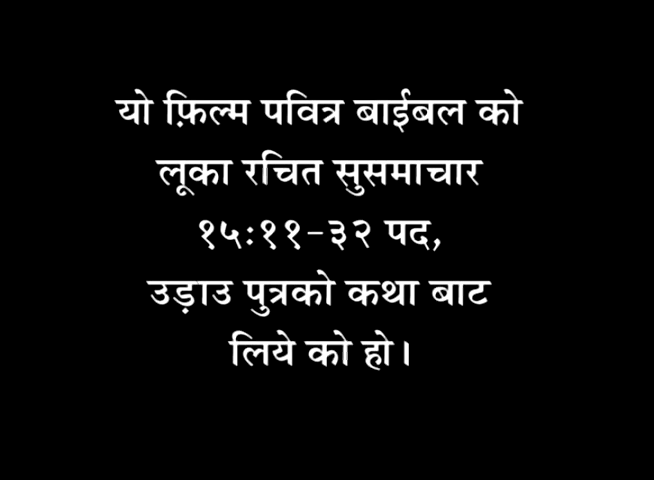 यो फ़िल्म पवित्र बाईबल को
लूका रचित सुसमाचार
१५:११-३२ पद,
उड़ाउ पुत्रको कथा बाट
लिये को हो।